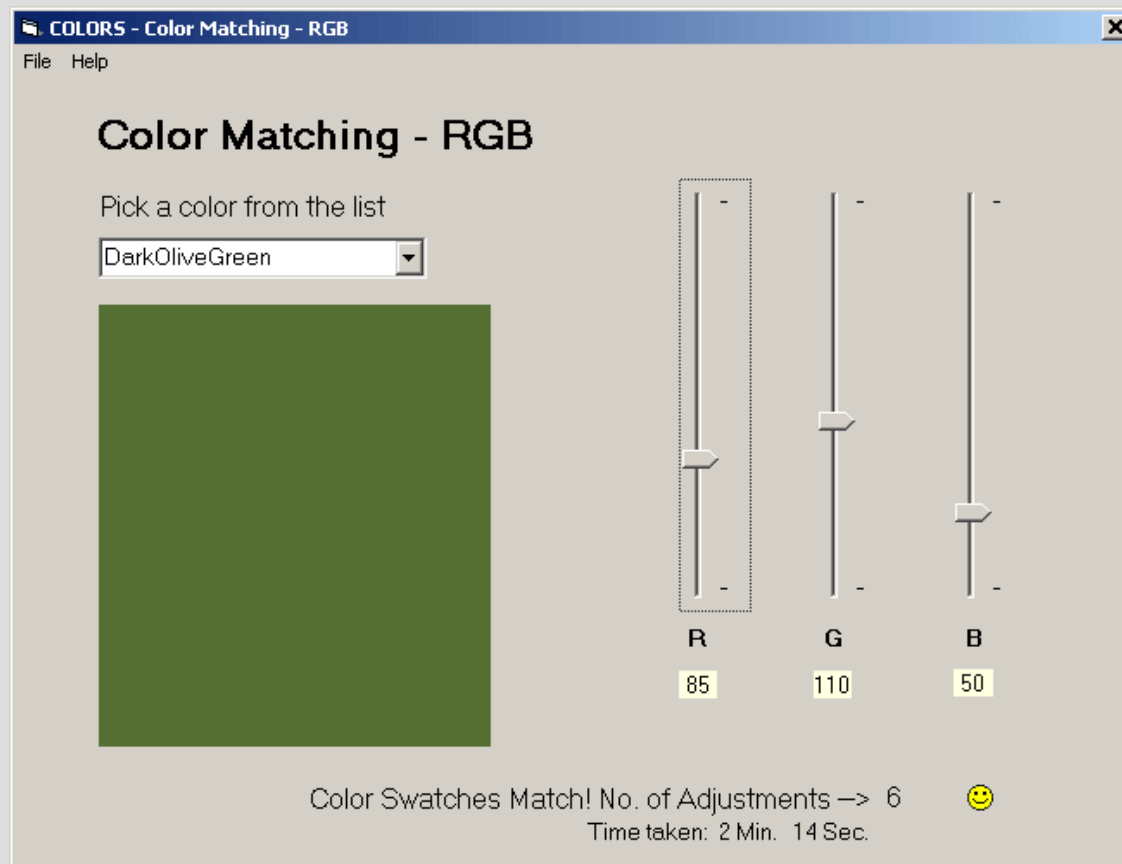 COLORS - Color Matching - RGB
File Help
Color Matching - RGB
Pick a color from the list
DarkOliveGreen
- - -
- - -
R G B
85 110 50
Color Swatches Match! No. of Adjustments —> 6
Time taken: 2 Min. 14 Sec.